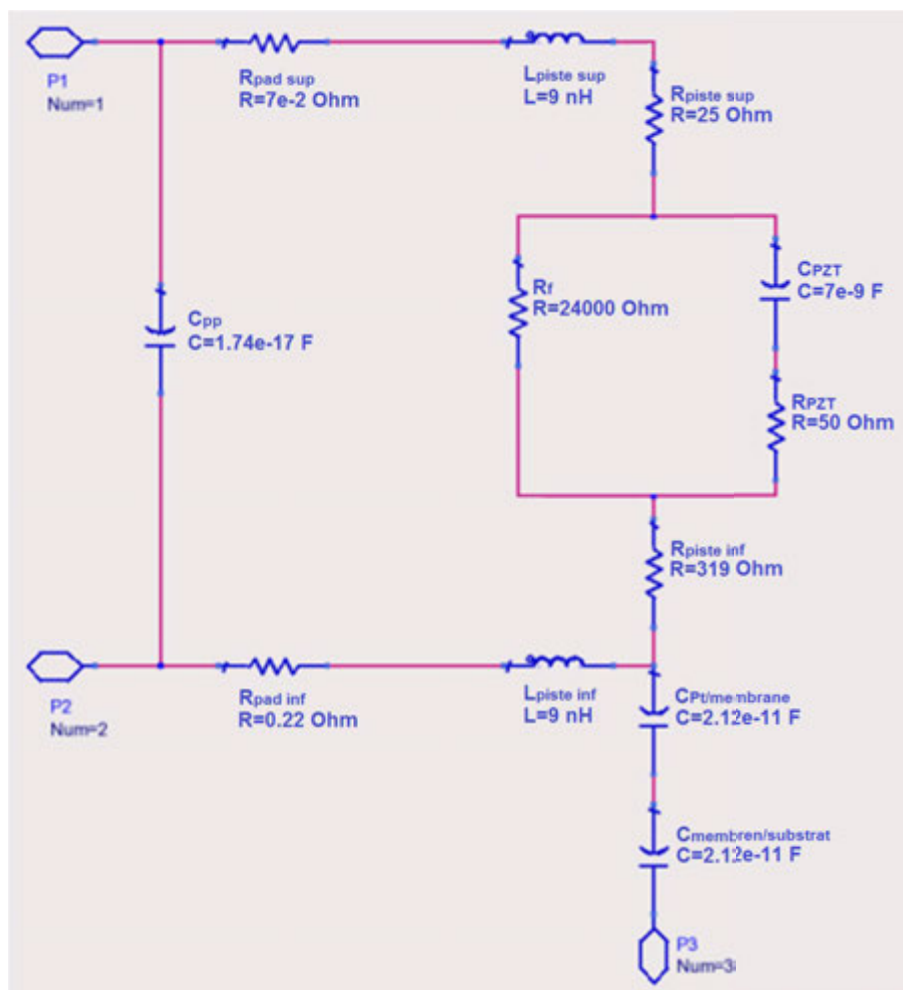 P1
Num=1
Rpad sup
R=7e-2 Ohm
Lpiste sup
L=9 nH
Rpiste sup
R=25 Ohm
Cpp
C=1.74e-17 F
Rf
R=24000 Ohm
CPZT
C=7e-9 F
RPZT
R=50 Ohm
Rpiste inf
R=319 Ohm
P2
Num=2
Rpad inf
R=0.22 Ohm
Lpiste inf
L=9 nH
CPt/membrane
C=2.12e-11 F
Cmembren/substrat
C=2.12e-11 F
P3
Num=3